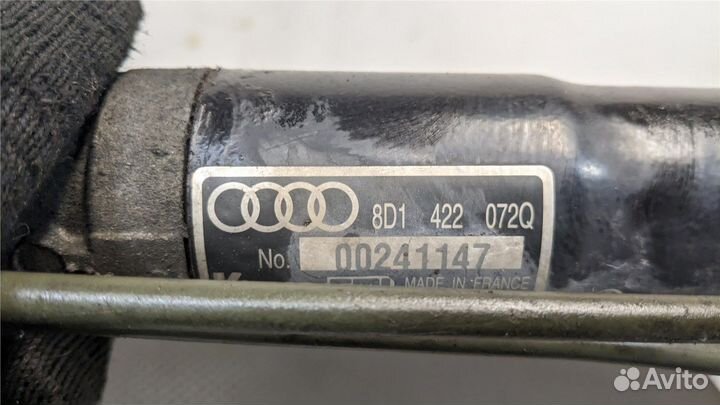 8D1 422 072Q
No. 00241147
MADE IN FRANCE
Avito